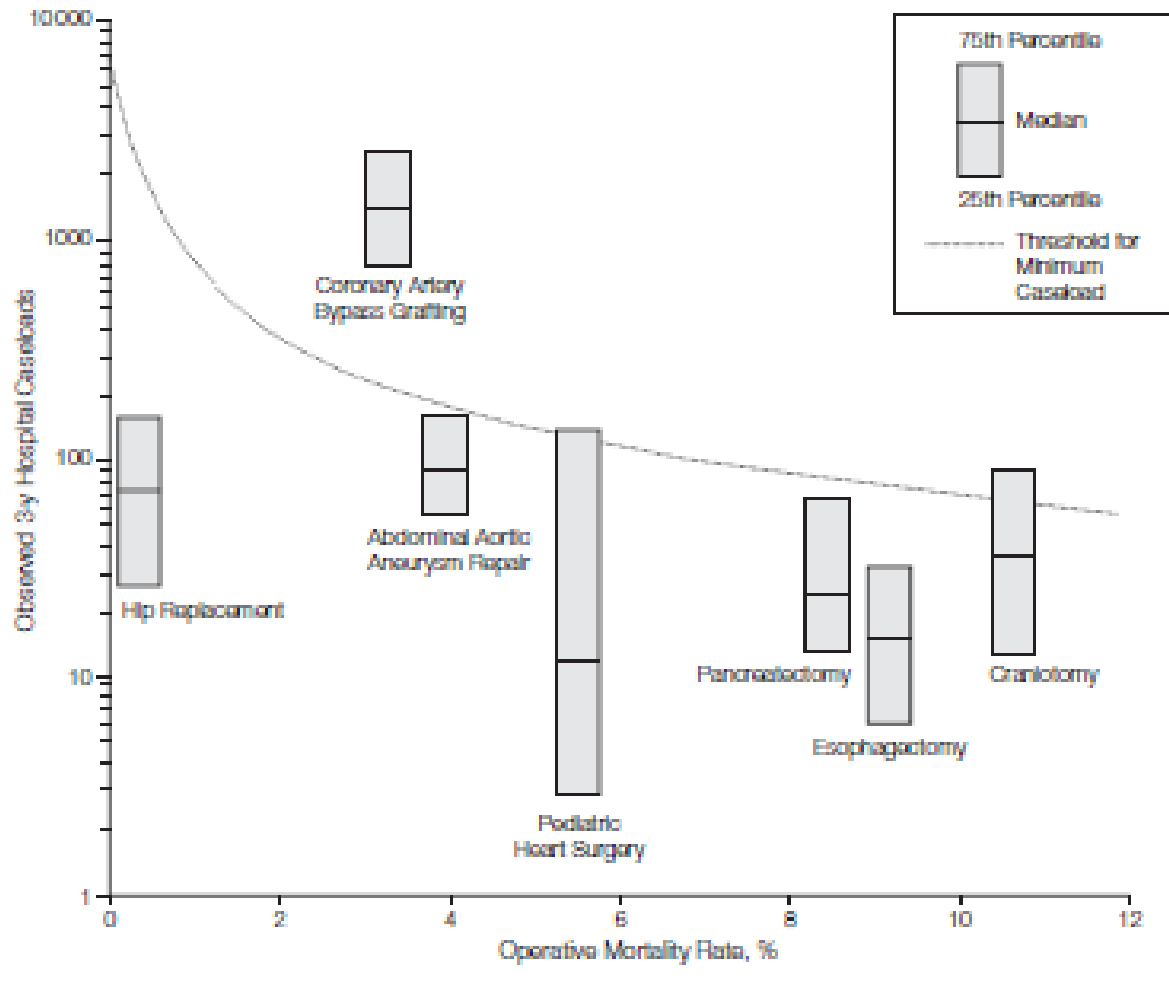 10000
1000
100
10
1
Observed 3-y Hospital Caseloads
75th Percentile
Median
25th Percentile
Threshold for
Minimum
Caseload
Coronary Artery
Bypass Grafting
Hip Replacement
Abdominal Aortic
Aneurysm Repair
Pediatric
Heart Surgery
Pancreatectomy
Esophagectomy
Craniotomy
0 2 4 6 8 10 12
Operative Mortality Rate, %